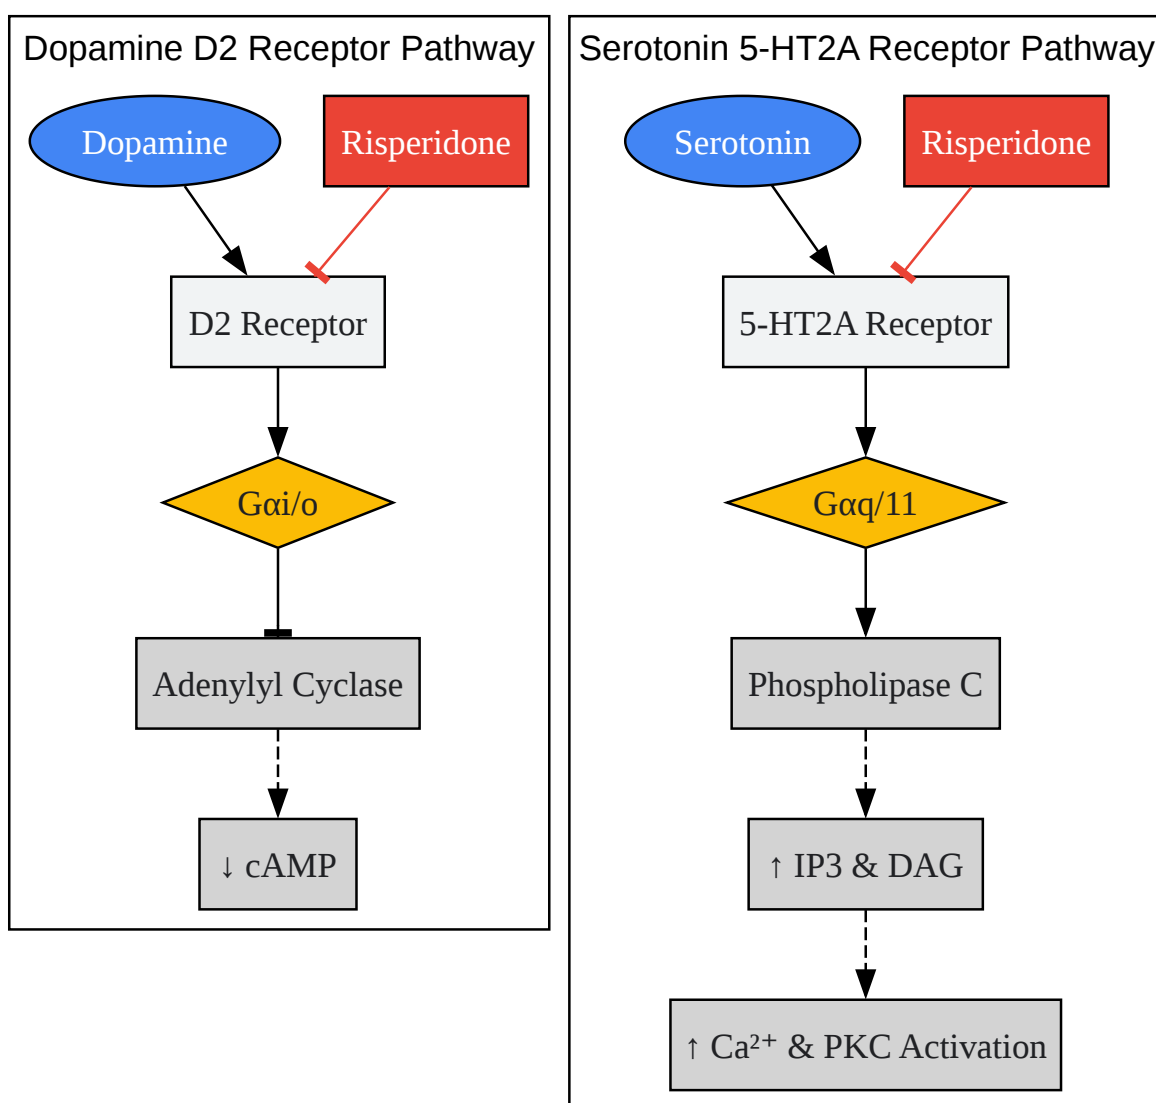 Dopamine D2 Receptor Pathway
Dopamine
Risperidone
D2 Receptor
Gαi/o
Adenylyl Cyclase
↓ cAMP
Serotonin 5-HT2A Receptor Pathway
Serotonin
Risperidone
5-HT2A Receptor
Gαq/11
Phospholipase C
↑ IP3 & DAG
↑ Ca²⁺ & PKC Activation